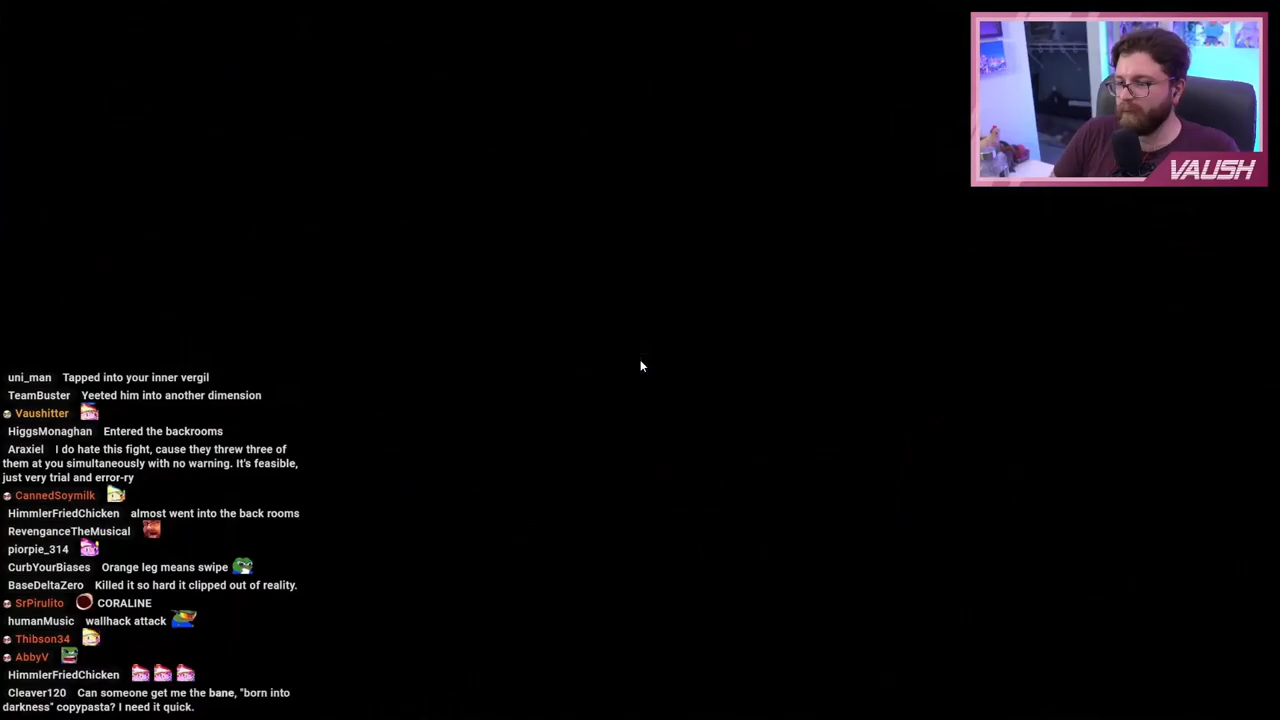 VAUSH
uni_man Tapped into your inner vergil
TeamBuster Yeeted him into another dimension
Vaushitter
HiggsMonaghan Entered the backrooms
Araxiel I do hate this fight, cause they threw three of
them at you simultaneously with no warning. It's feasible,
just very trial and error-ry
CannedSoymilk
HimmlerFriedChicken almost went into the back rooms
RevenganceTheMusical
piorpie_314
CurbYourBiases Orange leg means swipe
BaseDeltaZero Killed it so hard it clipped out of reality.
SrPirulito CORALINE
humanMusic wallhack attack
Thibson34
AbbyV
HimmlerFriedChicken
Cleaver120 Can someone get me the bane, "born into
darkness" copypasta? I need it quick.